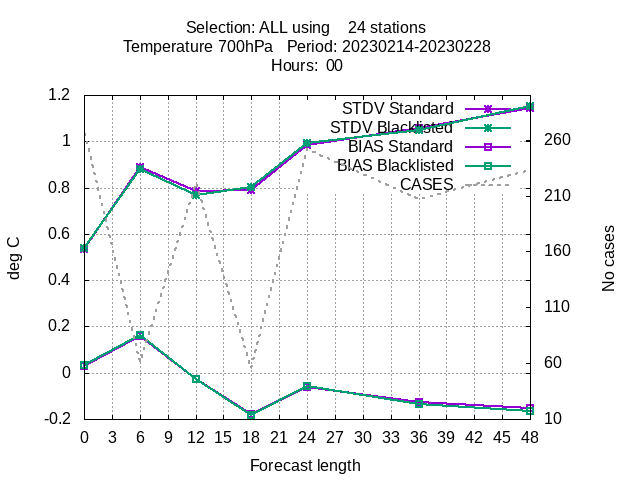 Selection: ALL using 24 stations
Temperature 700hPa Period: 20230214-20230228
Hours: 00
1.2
1
0.8
0.6
0.4
0.2
0
-0.2
deg C
STDV Standard
STDV Blacklisted
BIAS Standard
BIAS Blacklisted
CASES
260
210
160
110
60
10
No cases
0 3 6 9 12 15 18 21 24 27 30 33 36 39 42 45 48
Forecast length